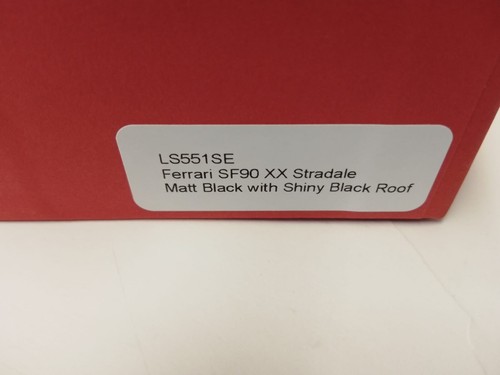 LS551SE
Ferrari SF90 XX Stradale
Matt Black with Shiny Black Roof